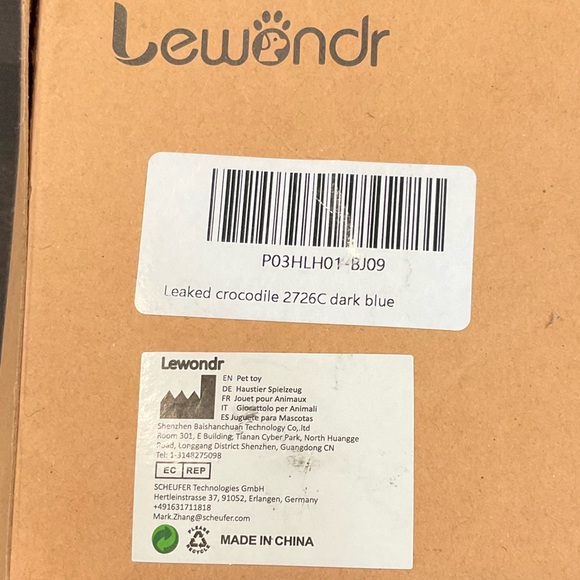 Lewondr
P03HLH01-BJ09
Leaked crocodile 2726C dark blue
Lewondr
EN Pet toy
DE Haustier Spielzeug
FR Jouet pour Animaux
IT Giocattolo per Animali
ES Juguete para Mascotas
Shenzhen Baishanchuan Technology Co,.ltd
Room 301, E Building, Tianan Cyber Park, North Huangge
Road, Longgang District Shenzhen, Guangdong CN
Tel: 1-3148275098
EC REP
SCHEUFER Technologies GmbH
Hertleinstrasse 37, 91052, Erlangen, Germany
+491631711818
Mark.Zhang@scheufer.com
PLEASE
RECYCLE
MADE IN CHINA